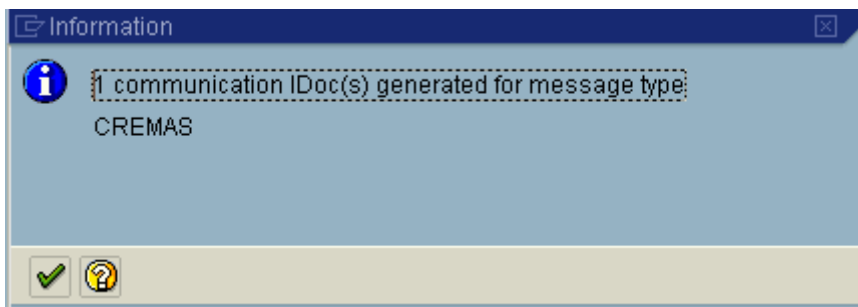 Information
1 communication IDoc(s) generated for message type
CREMAS